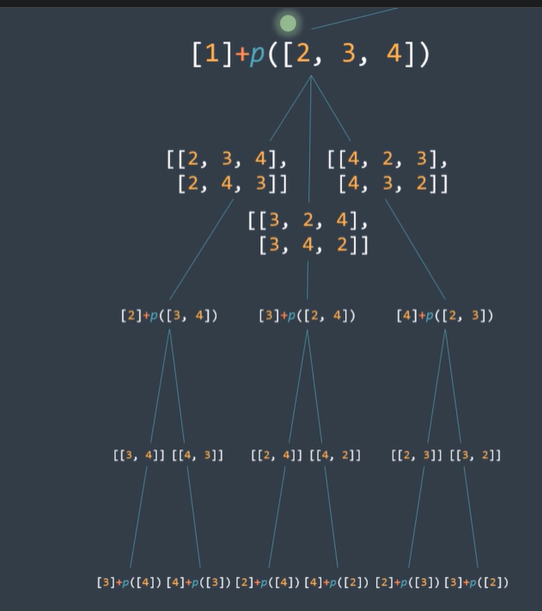 [1]+p([2, 3, 4])
[[2, 3, 4], [[4, 2, 3],
[2, 4, 3]] [4, 3, 2]]
[[3, 2, 4],
[3, 4, 2]]
[2]+p([3, 4]) [3]+p([2, 4]) [4]+p([2, 3])
[[3, 4]] [[4, 3]] [[2, 4]] [[4, 2]] [[2, 3]] [[3, 2]]
[3]+p([4]) [4]+p([3]) [2]+p([4]) [4]+p([2]) [2]+p([3]) [3]+p([2])